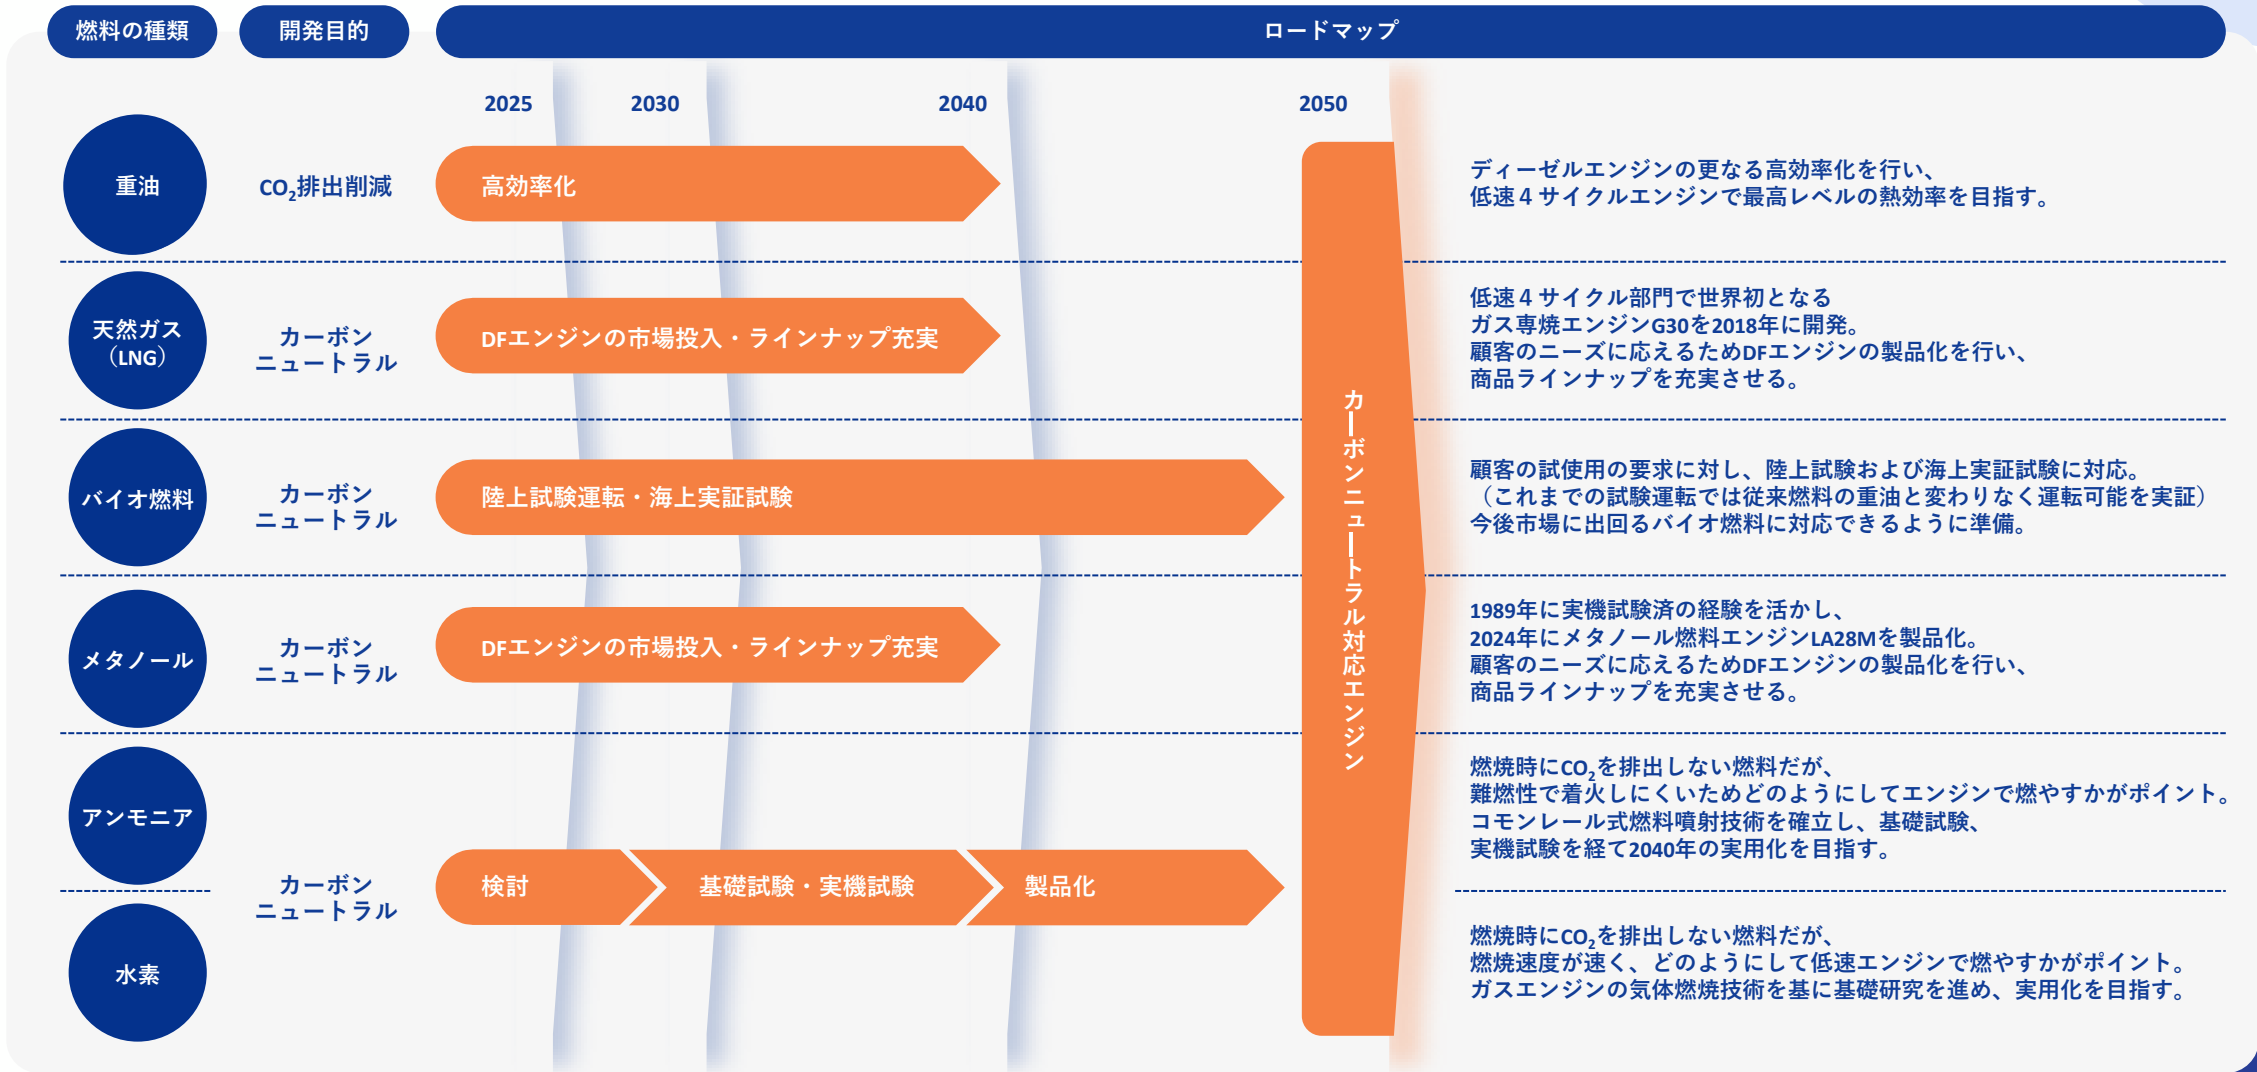 燃料の種類
開発目的
ロードマップ
2025
2030
2040
2050
重油
CO₂排出削減
高効率化
ディーゼルエンジンの更なる高効率化を行い、
低速４サイクルエンジンで最高レベルの熱効率を目指す。
天然ガス
（LNG）
カーボン
ニュートラル
DFエンジンの市場投入・ラインナップ充実
低速４サイクル部門で世界初となる
ガス専焼エンジンG30を2018年に開発。
顧客のニーズに応えるためDFエンジンの製品化を行い、
商品ラインナップを充実させる。
バイオ燃料
カーボン
ニュートラル
陸上試験運転・海上実証試験
顧客の試使用の要求に対し、陸上試験および海上実証試験に対応。
（これまでの試験運転では従来燃料の重油と変わりなく運転可能を実証）
今後市場に出回るバイオ燃料に対応できるように準備。
メタノール
カーボン
ニュートラル
DFエンジンの市場投入・ラインナップ充実
1989年に実機試験済の経験を活かし、
2024年にメタノール燃料エンジンLA28Mを製品化。
顧客のニーズに応えるためDFエンジンの製品化を行い、
商品ラインナップを充実させる。
アンモニア
燃焼時にCO₂を排出しない燃料だが、
難燃性で着火しにくいためどのようにしてエンジンで燃やすかがポイント。
コモンレール式燃料噴射技術を確立し、基礎試験、
実機試験を経て2040年の実用化を目指す。
カーボン
ニュートラル
検討
基礎試験・実機試験
製品化
水素
燃焼時にCO₂を排出しない燃料だが、
燃焼速度が速く、どのようにして低速エンジンで燃やすかがポイント。
ガスエンジンの気体燃焼技術を基に基礎研究を進め、実用化を目指す。
カーボンニュートラル対応エンジン